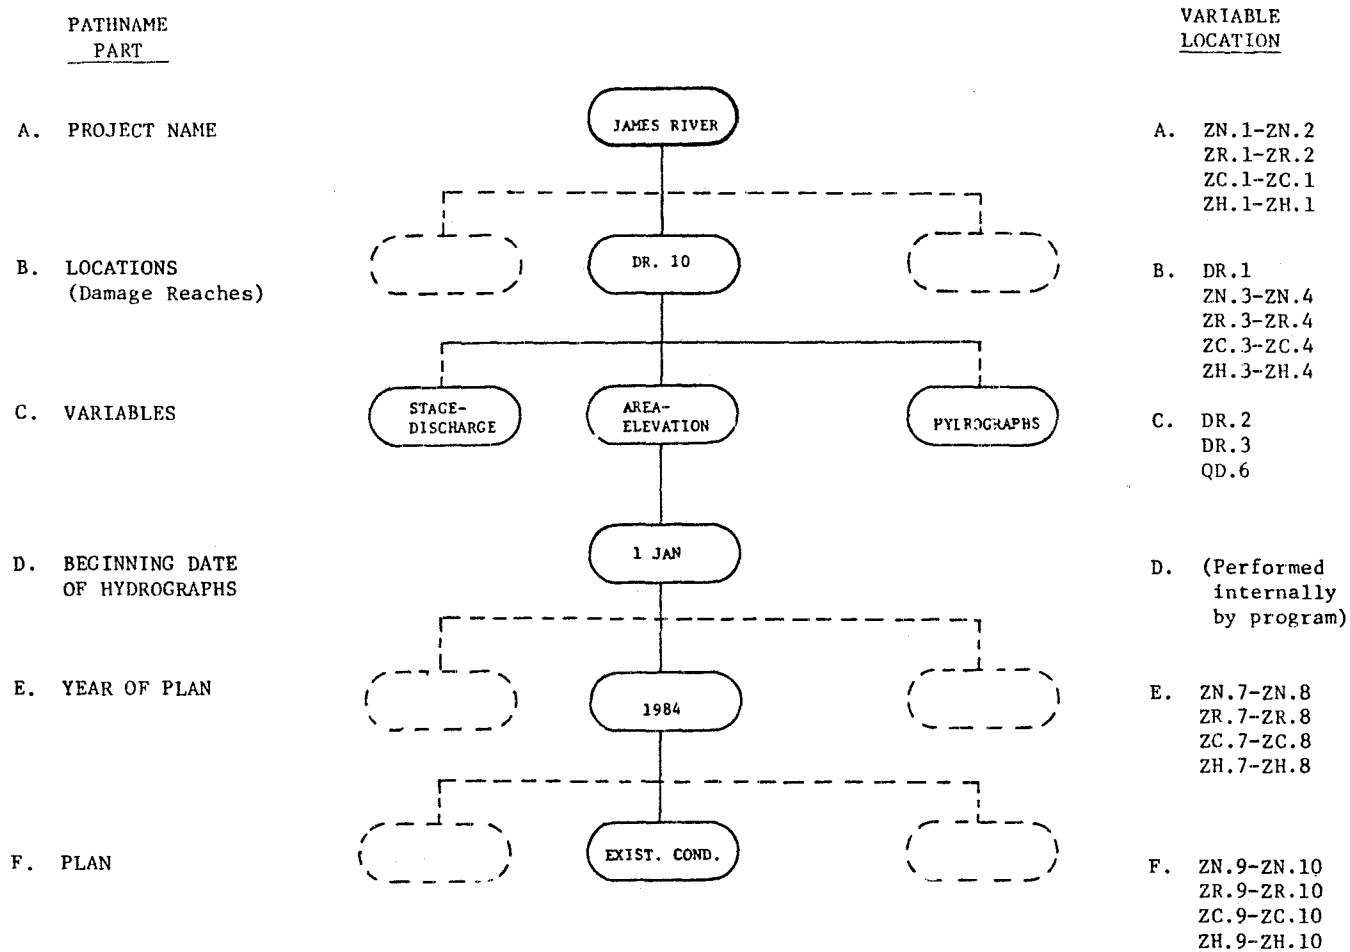 PATHNAME
PART
VARIABLE
LOCATION
A. PROJECT NAME
JAMES RIVER
A. ZN.1-ZN.2
ZR.1-ZR.2
ZC.1-ZC.1
ZH.1-ZH.1
B. LOCATIONS
(Damage Reaches)
DR. 10
B. DR.1
ZN.3-ZN.4
ZR.3-ZR.4
ZC.3-ZC.4
ZH.3-ZH.4
C. VARIABLES
STAGE-
DISCHARGE
AREA-
ELEVATION
PYLROGRAPHS
C. DR.2
DR.3
QD.6
D. BEGINNING DATE
OF HYDROGRAPHS
1 JAN
D. (Performed
internally
by program)
E. YEAR OF PLAN
1984
E. ZN.7-ZN.8
ZR.7-ZR.8
ZC.7-ZC.8
ZH.7-ZH.8
F. PLAN
EXIST. COND.
F. ZN.9-ZN.10
ZR.9-ZR.10
ZC.9-ZC.10
ZH.9-ZH.10